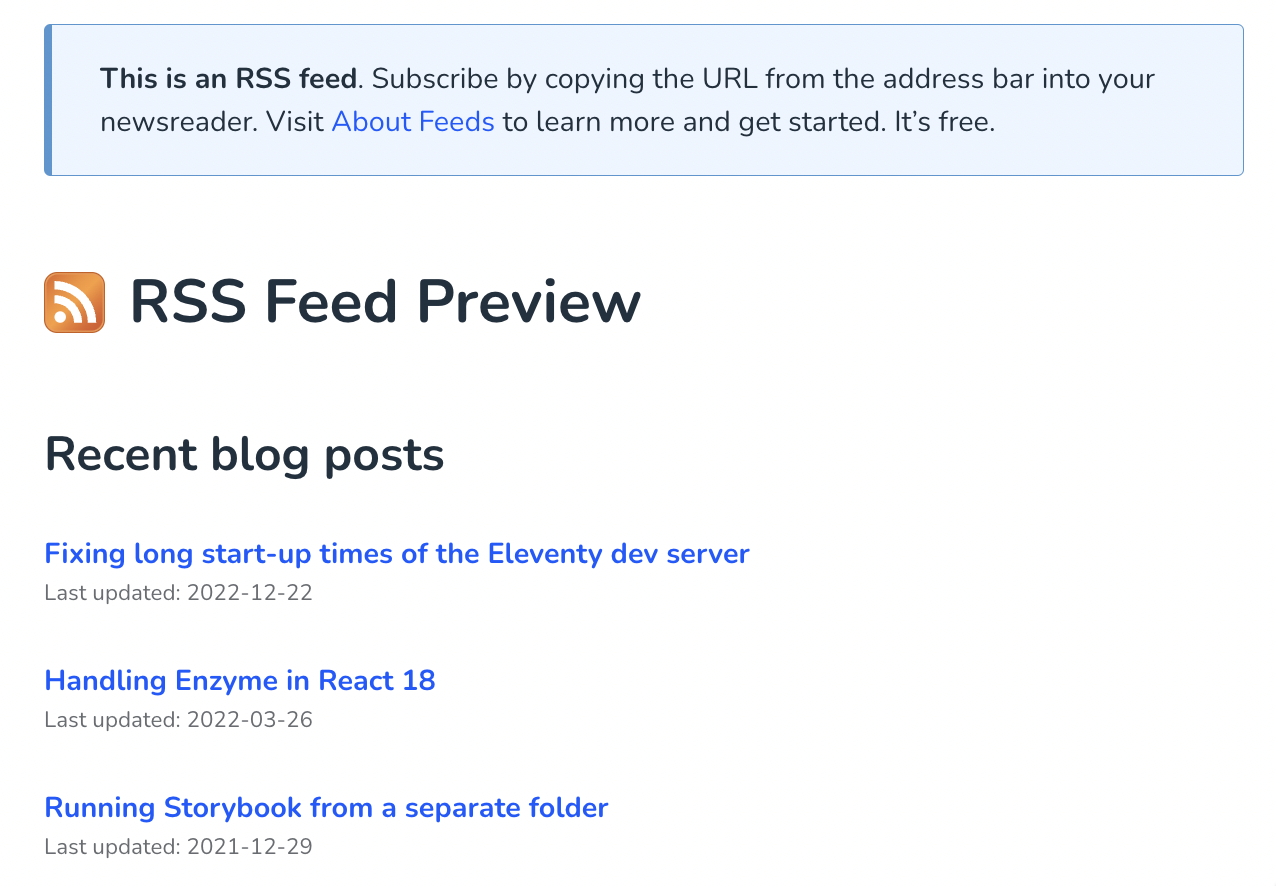 This is an RSS feed. Subscribe by copying the URL from the address bar into your
newsreader. Visit About Feeds to learn more and get started. It’s free.
RSS Feed Preview
Recent blog posts
Fixing long start-up times of the Eleventy dev server
Last updated: 2022-12-22
Handling Enzyme in React 18
Last updated: 2022-03-26
Running Storybook from a separate folder
Last updated: 2021-12-29